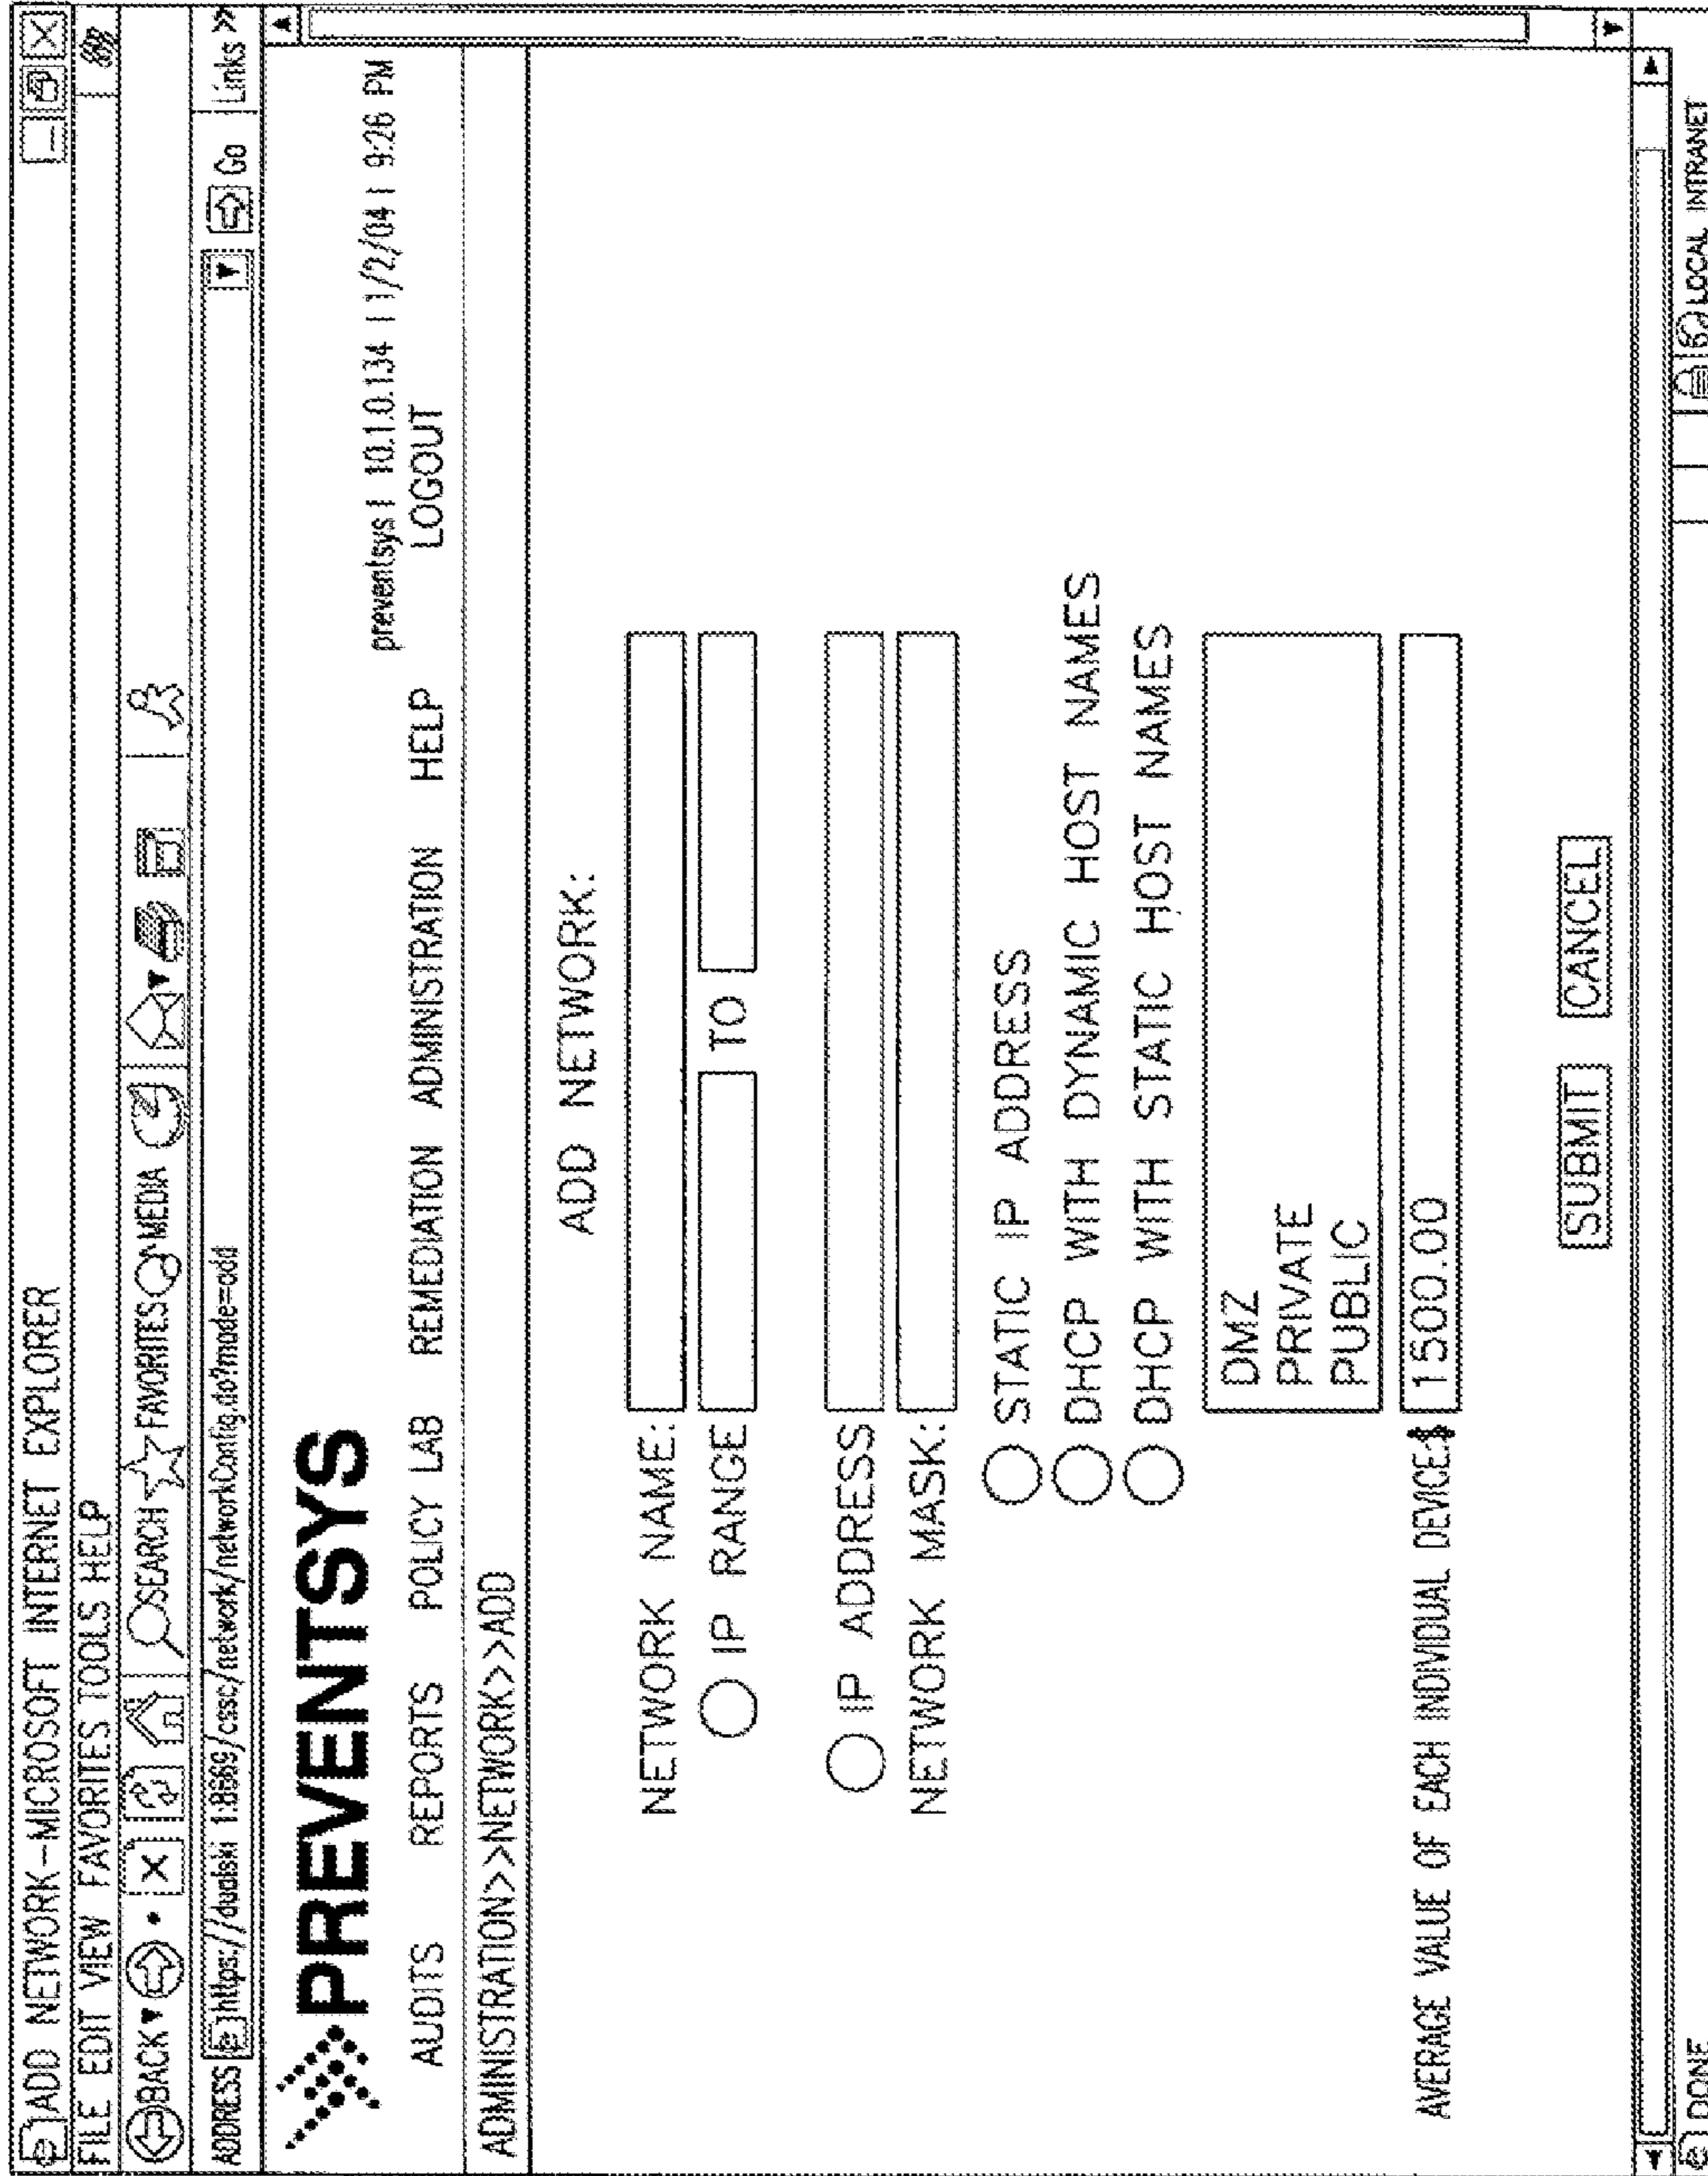 ADD NETWORK-MICROSOFT INTERNET EXPLORER
FILE EDIT VIEW FAVORITES TOOLS HELP
BACK SEARCH FAVORITES MEDIA
ADDRESS https://dudski 1:8669/cssc/network/networkConfig.do?mode=add Go Links >>
PREVENTSYS
preventsys | 10.1.0.134 | 1/2/04 | 9:26 PM
AUDITS REPORTS POLICY LAB REMEDIATION ADMINISTRATION HELP LOGOUT
ADMINISTRATION>>NETWORK>>ADD
ADD NETWORK:
NETWORK NAME:
IP RANGE TO
IP ADDRESS
NETWORK MASK:
STATIC IP ADDRESS
DHCP WITH DYNAMIC HOST NAMES
DHCP WITH STATIC HOST NAMES
DMZ
PRIVATE
PUBLIC
AVERAGE VALUE OF EACH INDIVIDUAL DEVICE:$ 1500.00
SUBMIT CANCEL
DONE LOCAL INTRANET